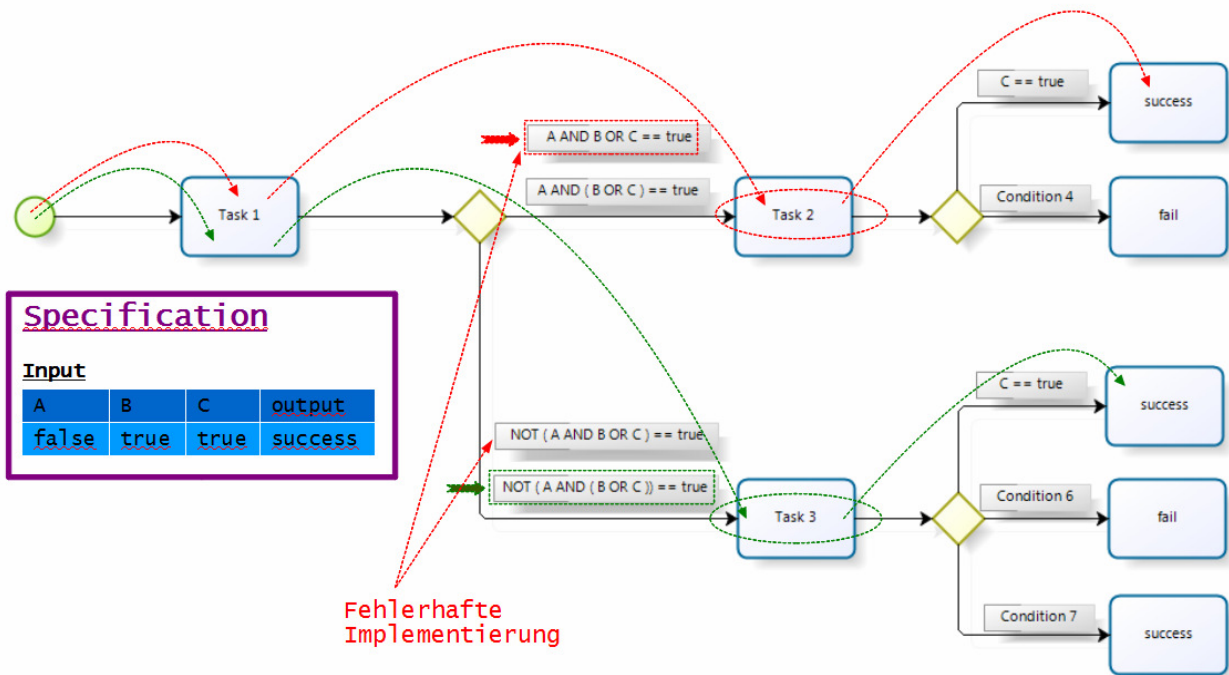 C == true
success
A AND B OR C == true
A AND ( B OR C ) == true
Task 1
Task 2
Condition 4
fail
Specification
Input
A B C output
false true true success
C == true
success
NOT ( A AND B OR C ) == true
NOT ( A AND ( B OR C )) == true
Task 3
Condition 6
fail
Fehlerhafte
Implementierung
Condition 7
success